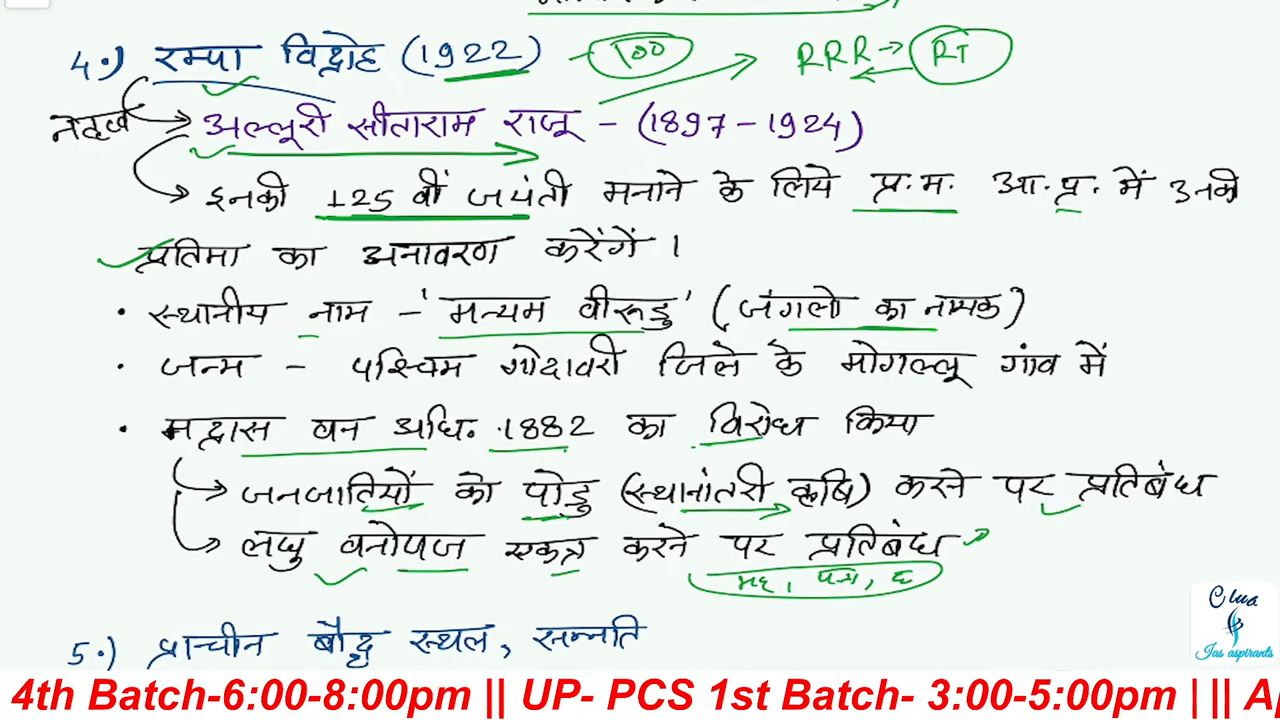 4.) रम्पा विद्रोह (1922) - 100 RRR → RT
नेतृत्व → अल्लूरी सीताराम राजू - (1897 - 1924)
→ इनकी 125 वीं जयंती मनाने के लिये प्र.म. आ.प्र. में उनकी
प्रतिमा का अनावरण करेंगें।
• स्थानीय नाम - 'मन्यम वीरूडु' (जंगलो का नायक)
• जन्म - पश्चिम गोदावरी जिले के मोगल्लू गांव में
• मद्रास वन अधि. 1882 का विरोध किया
→ जनजातियों को पोडु (स्थानांतरी कृषि) करने पर प्रतिबंध
→ लघु वनोपज एकत्र करने पर प्रतिबंध
5.) प्राचीन बौद्ध स्थल, सन्नति
Clue
Ias aspirants
4th Batch-6:00-8:00pm || UP- PCS 1st Batch- 3:00-5:00pm | || A